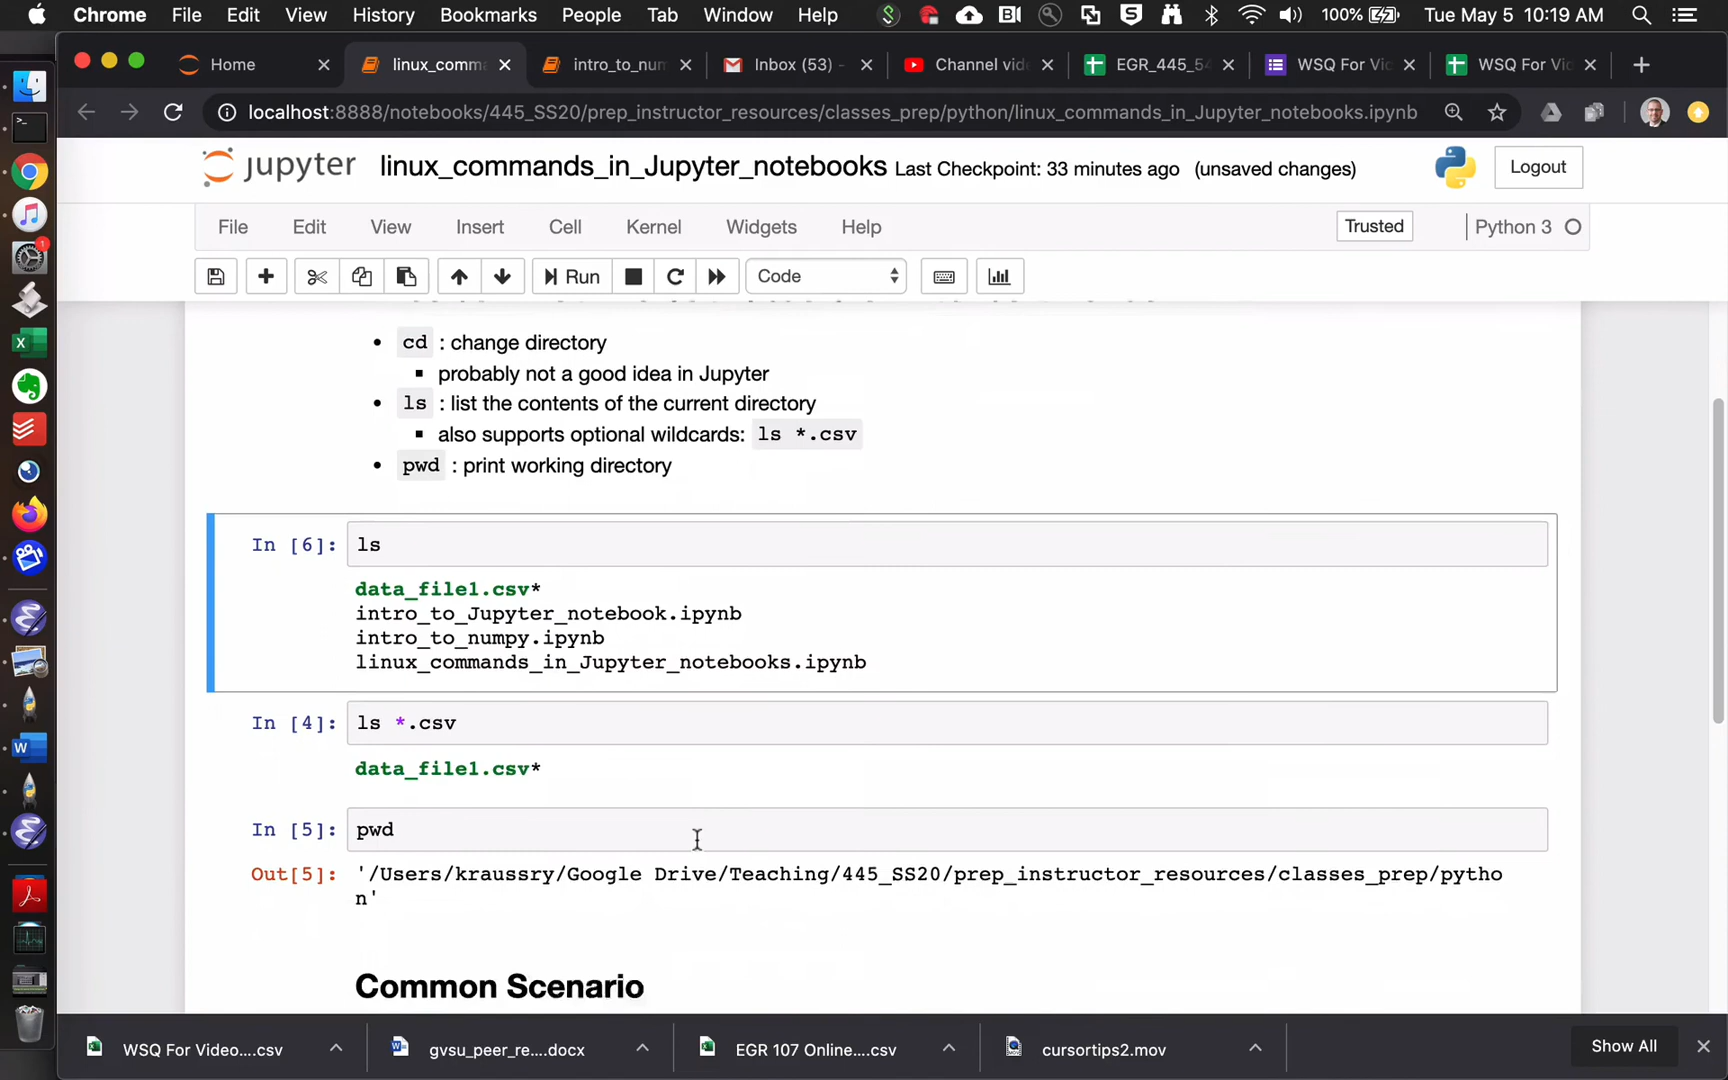 Chrome File Edit View History Bookmarks People Tab Window Help 100% Tue May 5 10:19 AM
Home linux_comm intro_to_num Inbox (53) - Channel vid EGR_445_54 WSQ For Vi WSQ For Vi
localhost:8888/notebooks/445_SS20/prep_instructor_resources/classes_prep/python/linux_commands_in_Jupyter_notebooks.ipynb
jupyter linux_commands_in_Jupyter_notebooks Last Checkpoint: 33 minutes ago (unsaved changes) Logout
File Edit View Insert Cell Kernel Widgets Help Trusted Python 3
Run Code
• cd : change directory
▪ probably not a good idea in Jupyter
• ls : list the contents of the current directory
▪ also supports optional wildcards: ls *.csv
• pwd : print working directory
In [6]: ls
data_file1.csv*
intro_to_Jupyter_notebook.ipynb
intro_to_numpy.ipynb
linux_commands_in_Jupyter_notebooks.ipynb
In [4]: ls *.csv
data_file1.csv*
In [5]: pwd
Out[5]: '/Users/kraussry/Google Drive/Teaching/445_SS20/prep_instructor_resources/classes_prep/pytho
n'
Common Scenario
WSQ For Video....csv gvsu_peer_re....docx EGR 107 Online....csv cursortips2.mov Show All